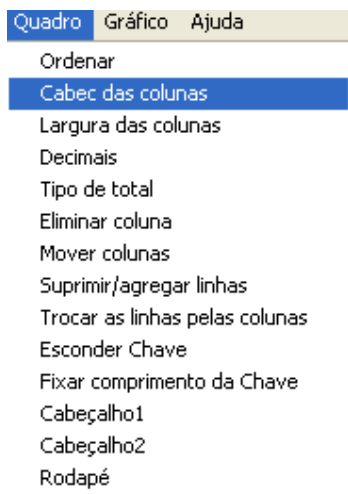 Quadro Gráfico Ajuda
Ordenar
Cabec das colunas
Largura das colunas
Decimais
Tipo de total
Eliminar coluna
Mover colunas
Suprimir/agregar linhas
Trocar as linhas pelas colunas
Esconder Chave
Fixar comprimento da Chave
Cabeçalho1
Cabeçalho2
Rodapé